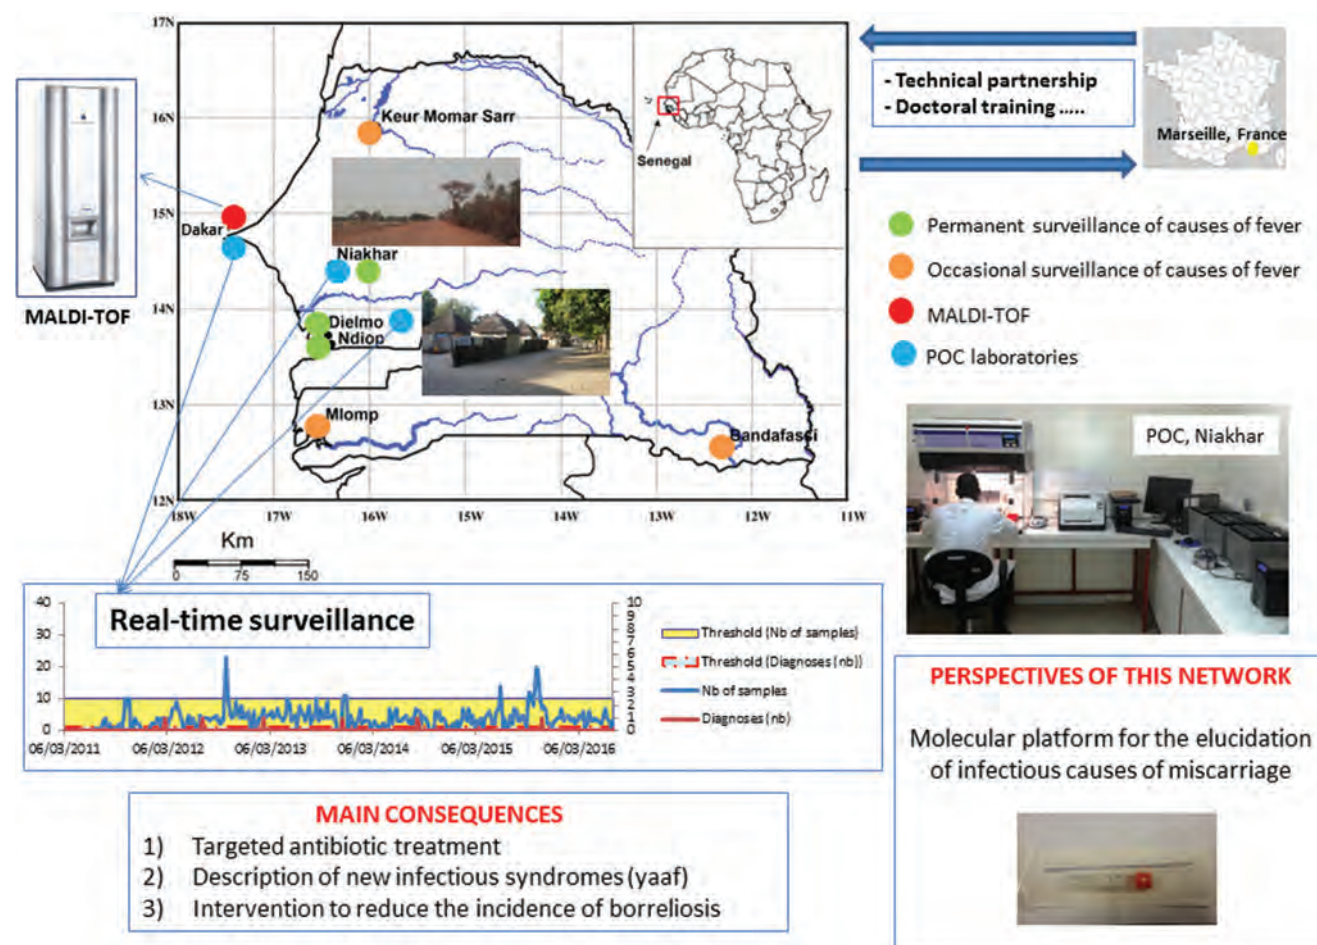 17N
16N
15N
14N
13N
12N
18W
17W
16W
15W
14W
13W
12W
11W
Keur Momar Sarr
Dakar
Niakhar
Dielmo
Ndiop
Mlomp
Bandafassi
Senegal
Km
0 75 150
MALDI-TOF
- Technical partnership
- Doctoral training .....
Marseille, France
Permanent surveillance of causes of fever
Occasional surveillance of causes of fever
MALDI-TOF
POC laboratories
POC, Niakhar
Real-time surveillance
40
30
20
10
0
10
9
8
7
6
5
4
3
2
1
0
06/03/2011 06/03/2012 06/03/2013 06/03/2014 06/03/2015 06/03/2016
Threshold (Nb of samples)
Threshold (Diagnoses (nb))
Nb of samples
Diagnoses (nb)
MAIN CONSEQUENCES
1) Targeted antibiotic treatment
2) Description of new infectious syndromes (yaaf)
3) Intervention to reduce the incidence of borreliosis
PERSPECTIVES OF THIS NETWORK
Molecular platform for the elucidation
of infectious causes of miscarriage